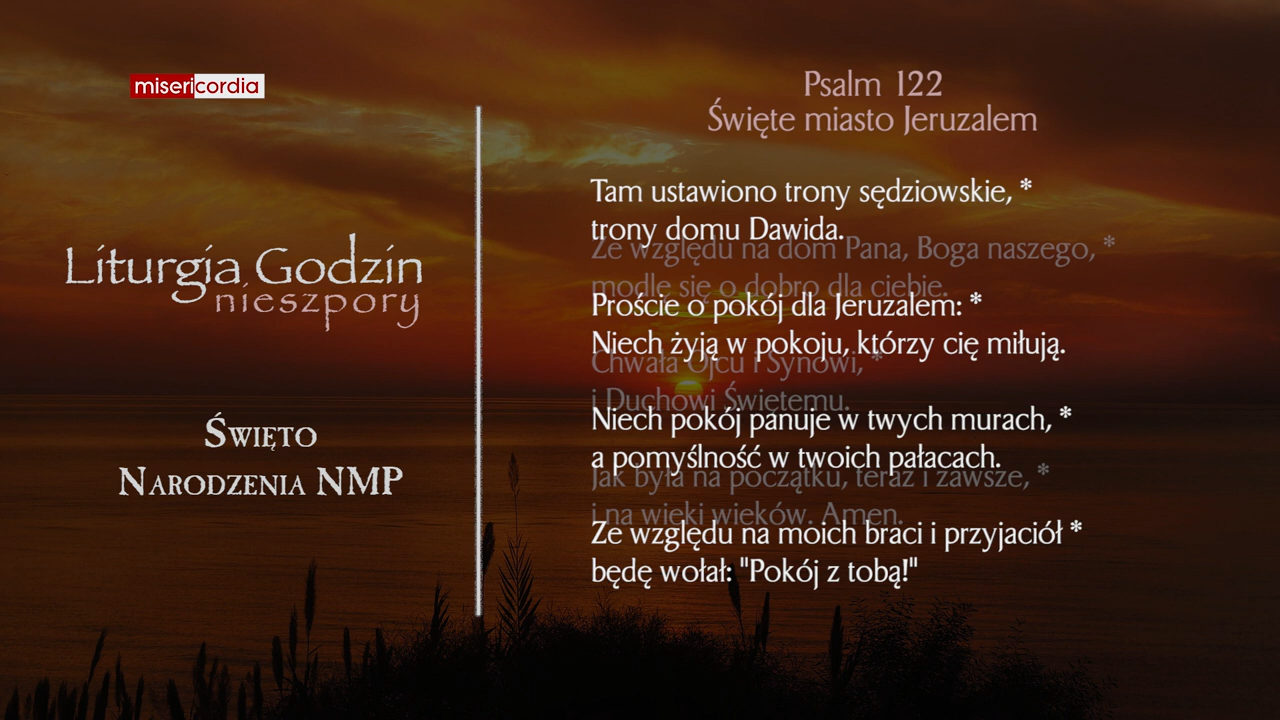 misericordia
Liturgia Godzin
nieszpory
Święto
Narodzenia NMP
Psalm 122
Święte miasto Jeruzalem
Tam ustawiono trony sędziowskie, *
trony domu Dawida.
Ze względu na dom Pana, Boga naszego, *
modlę się o dobro dla ciebie.
Proście o pokój dla Jeruzalem: *
Niech żyją w pokoju, którzy cię miłują.
Chwała Ojcu i Synowi, *
i Duchowi Świętemu.
Niech pokój panuje w twych murach, *
a pomyślność w twoich pałacach.
Jak była na początku, teraz i zawsze, *
i na wieki wieków. Amen.
Ze względu na moich braci i przyjaciół *
będę wołał: "Pokój z tobą!"